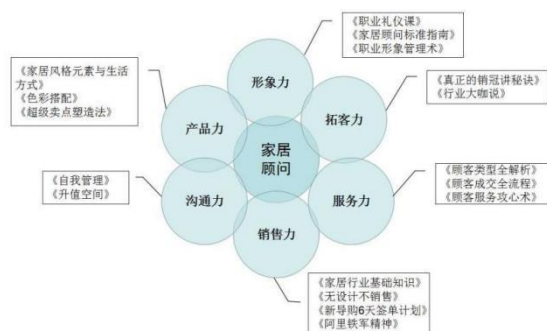 《职业礼仪课》
《家居顾问标准指南》
《职业形象管理术》
《家居风格元素与生活
方式》
《色彩搭配》
《超级卖点塑造法》
形象力
《真正的销冠讲秘诀》
《行业大咖说》
产品力
拓客力
家居
顾问
《自我管理》
《升值空间》
沟通力
服务力
《顾客类型全解析》
《顾客成交全流程》
《顾客服务攻心术》
销售力
《家居行业基础知识》
《无设计不销售》
《新导购6天签单计划》
《阿里铁军精神》